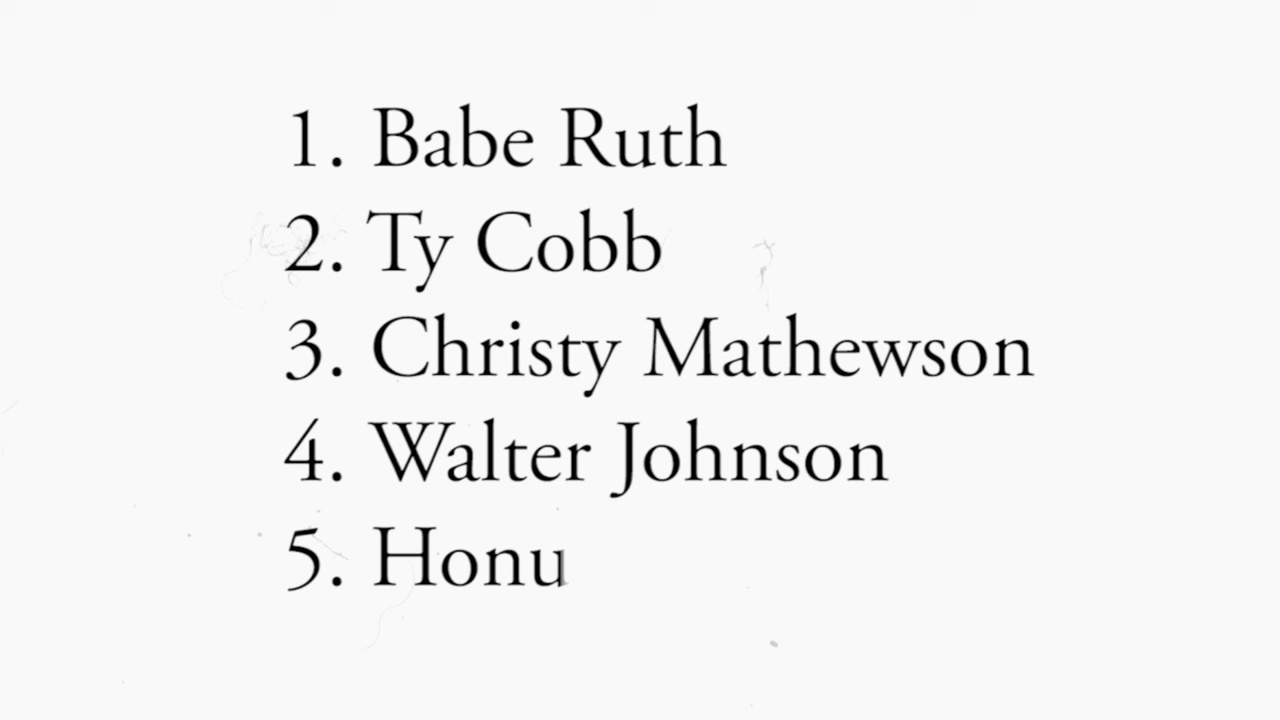 1. Babe Ruth
2. Ty Cobb
3. Christy Mathewson
4. Walter Johnson
5. Honu